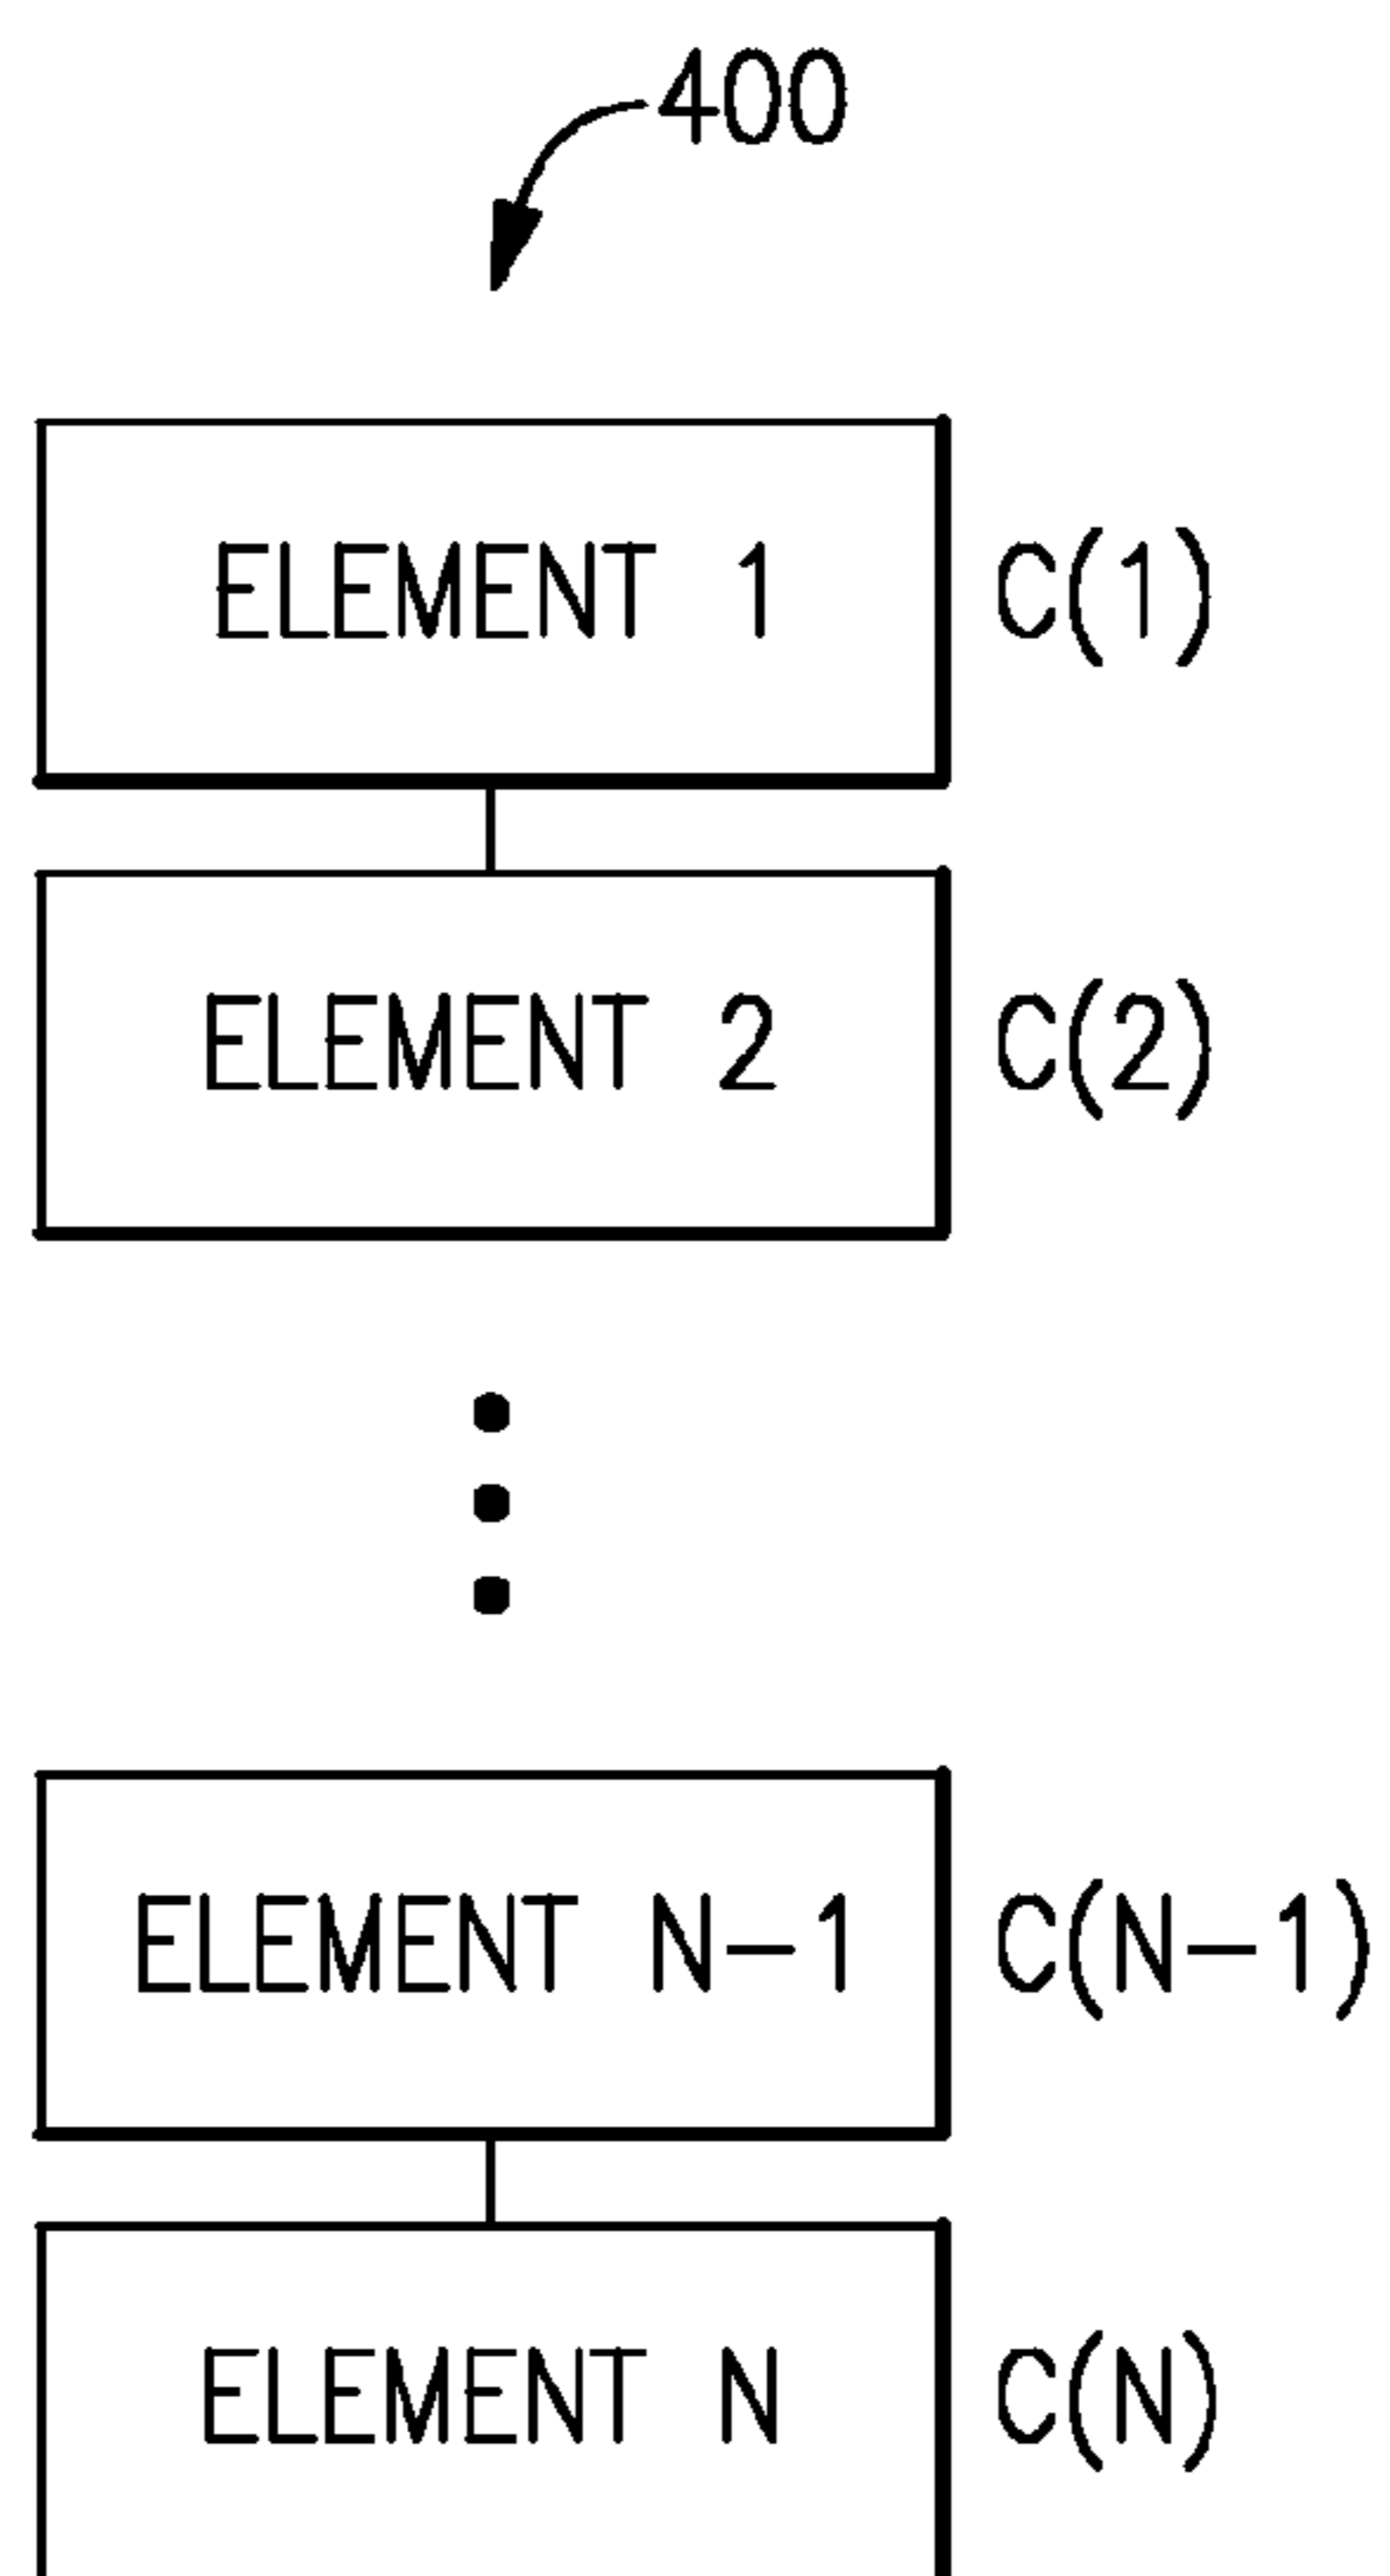 400
ELEMENT 1 C(1)
ELEMENT 2 C(2)
ELEMENT N-1 C(N-1)
ELEMENT N C(N)